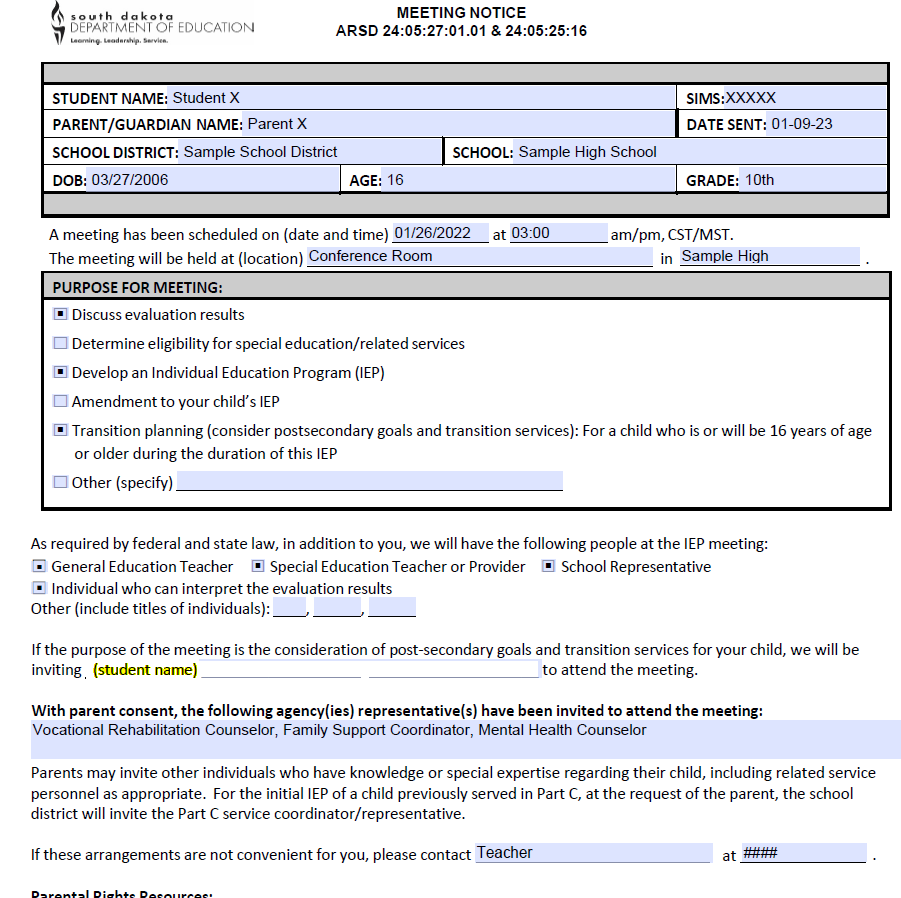 south dakota
DEPARTMENT OF EDUCATION
Learning. Leadership. Service.
MEETING NOTICE
ARSD 24:05:27:01.01 & 24:05:25:16
STUDENT NAME: Student X SIMS:XXXXX
PARENT/GUARDIAN NAME: Parent X DATE SENT: 01-09-23
SCHOOL DISTRICT: Sample School District SCHOOL: Sample High School
DOB: 03/27/2006 AGE: 16 GRADE: 10th
A meeting has been scheduled on (date and time) 01/26/2022 at 03:00 am/pm, CST/MST.
The meeting will be held at (location) Conference Room in Sample High .
PURPOSE FOR MEETING:
Discuss evaluation results
Determine eligibility for special education/related services
Develop an Individual Education Program (IEP)
Amendment to your child’s IEP
Transition planning (consider postsecondary goals and transition services): For a child who is or will be 16 years of age
or older during the duration of this IEP
Other (specify)
As required by federal and state law, in addition to you, we will have the following people at the IEP meeting:
General Education Teacher Special Education Teacher or Provider School Representative
Individual who can interpret the evaluation results
Other (include titles of individuals): , ,
If the purpose of the meeting is the consideration of post-secondary goals and transition services for your child, we will be
inviting , (student name) to attend the meeting.
With parent consent, the following agency(ies) representative(s) have been invited to attend the meeting:
Vocational Rehabilitation Counselor, Family Support Coordinator, Mental Health Counselor
Parents may invite other individuals who have knowledge or special expertise regarding their child, including related service
personnel as appropriate. For the initial IEP of a child previously served in Part C, at the request of the parent, the school
district will invite the Part C service coordinator/representative.
If these arrangements are not convenient for you, please contact Teacher at #### .
Parental Rights Resources: